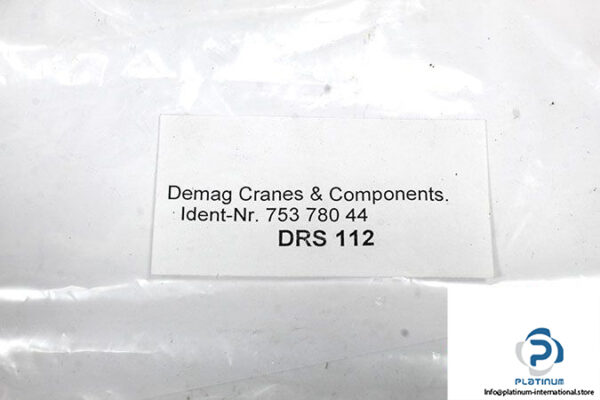 Demag Cranes & Components.
Ident-Nr. 753 780 44
DRS 112
PLATINUM
Info@platinum-international.store